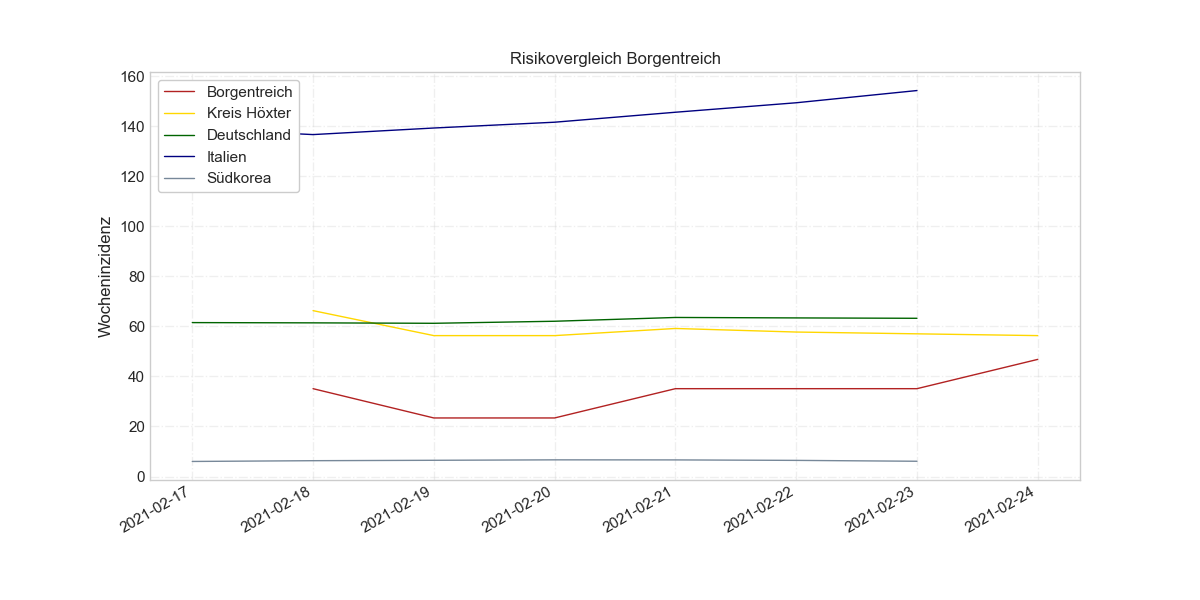 Risikovergleich Borgentreich
Wocheninzidenz
160
140
120
100
80
60
40
20
0
Borgentreich
Kreis Höxter
Deutschland
Italien
Südkorea
2021-02-17
2021-02-18
2021-02-19
2021-02-20
2021-02-21
2021-02-22
2021-02-23
2021-02-24